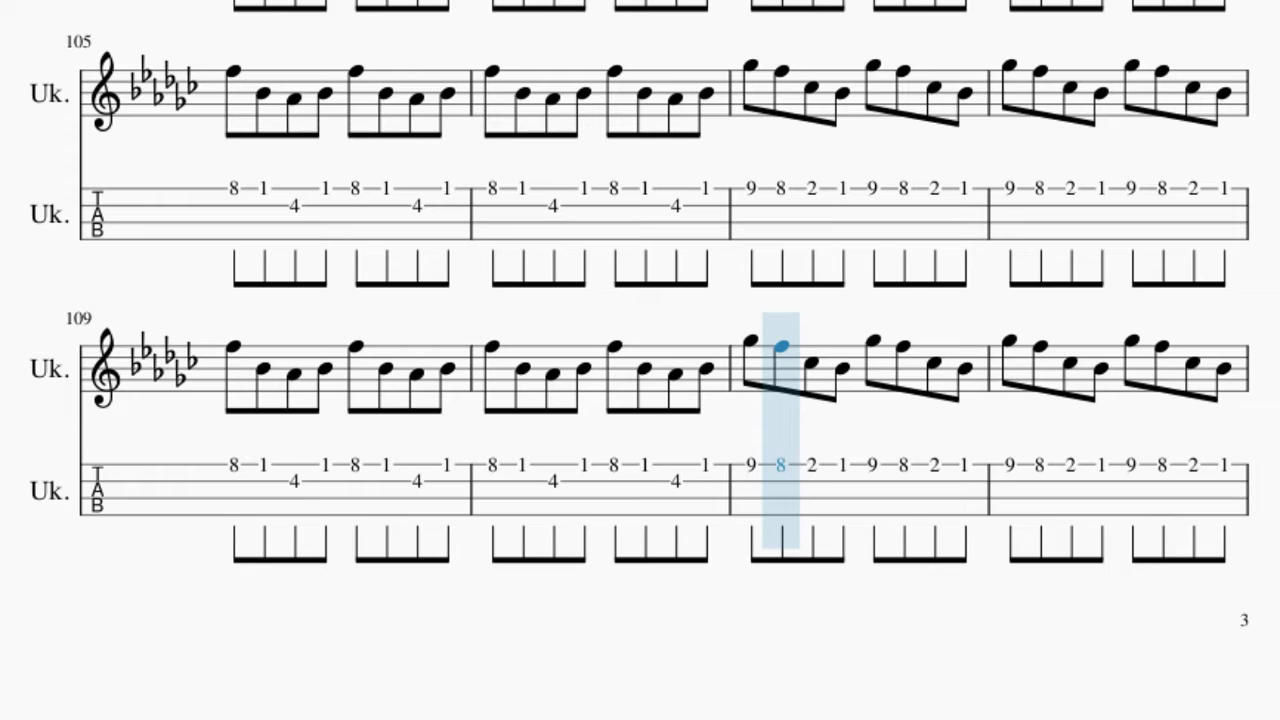 105
Uk.
8 1 1 8 1 1 8 1 1 8 1 1 9 8 2 1 9 8 2 1 9 8 2 1 9 8 2 1
Uk. T A B
4 4 4 4
109
Uk.
8 1 1 8 1 1 8 1 1 8 1 1 9 8 2 1 9 8 2 1 9 8 2 1 9 8 2 1
4 4 4 4
Uk. T A B
3